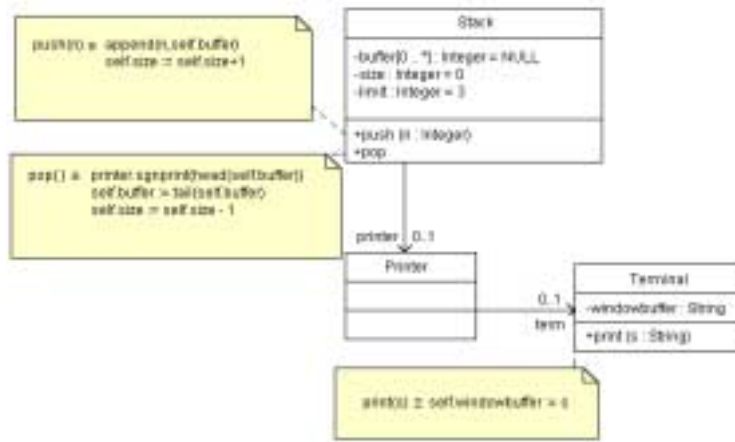 push(n) ≡ append(n,self.buffer)
self.size := self.size+1
Stack
-buffer[0 .. *] : Integer = NULL
-size : Integer = 0
-limit : Integer = 3
+push (n : Integer)
+pop
pop() ≡ printer.sgnprint(head(self.buffer))
self.buffer := tail(self.buffer)
self.size := self.size - 1
printer 0..1
Printer
0..1
term
Terminal
-windowbuffer : String
+print (s : String)
print(s) ≡ self.windowbuffer = s